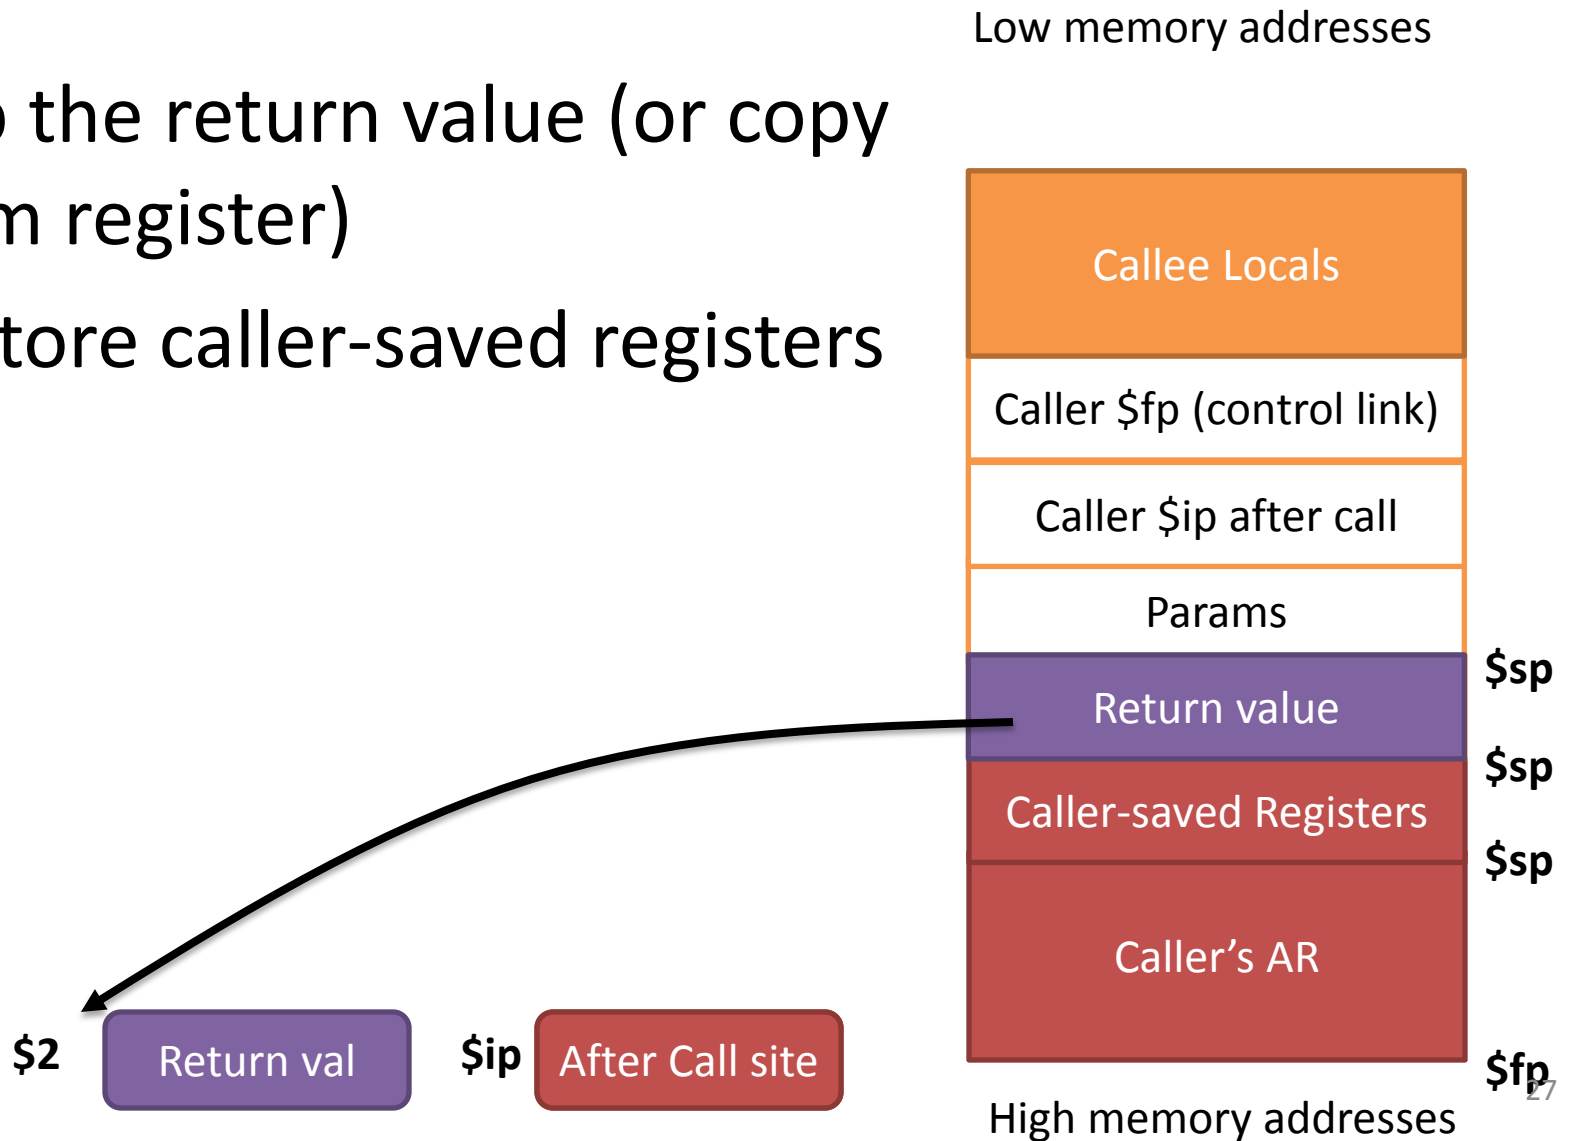 Low memory addresses
the return value (or copy
register)
caller-saved registers
Callee Locals
Caller $fp (control link)
Caller $ip after call
Params
$sp
Return value
$sp
Caller-saved Registers
$sp
Caller's AR
$2
Return val
$ip
After Call site
$fp
27
High memory addresses